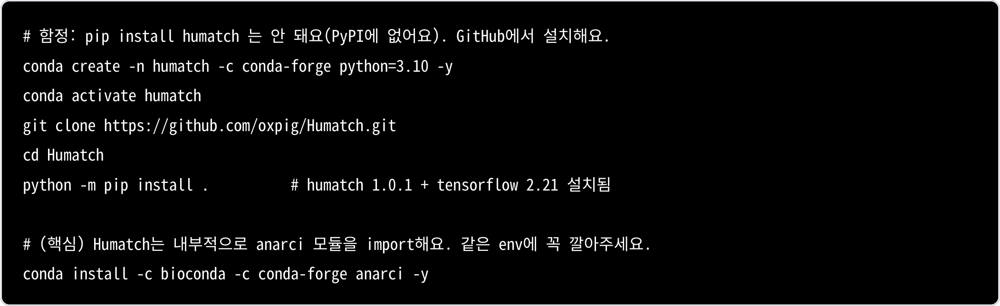 # 함정: pip install humatch 는 안 돼요(PyPI에 없어요). GitHub에서 설치해요.
conda create -n humatch -c conda-forge python=3.10 -y
conda activate humatch
git clone https://github.com/oxpig/Humatch.git
cd Humatch
python -m pip install .          # humatch 1.0.1 + tensorflow 2.21 설치됨
# (핵심) Humatch는 내부적으로 anarci 모듈을 import해요. 같은 env에 꼭 깔아주세요.
conda install -c bioconda -c conda-forge anarci -y